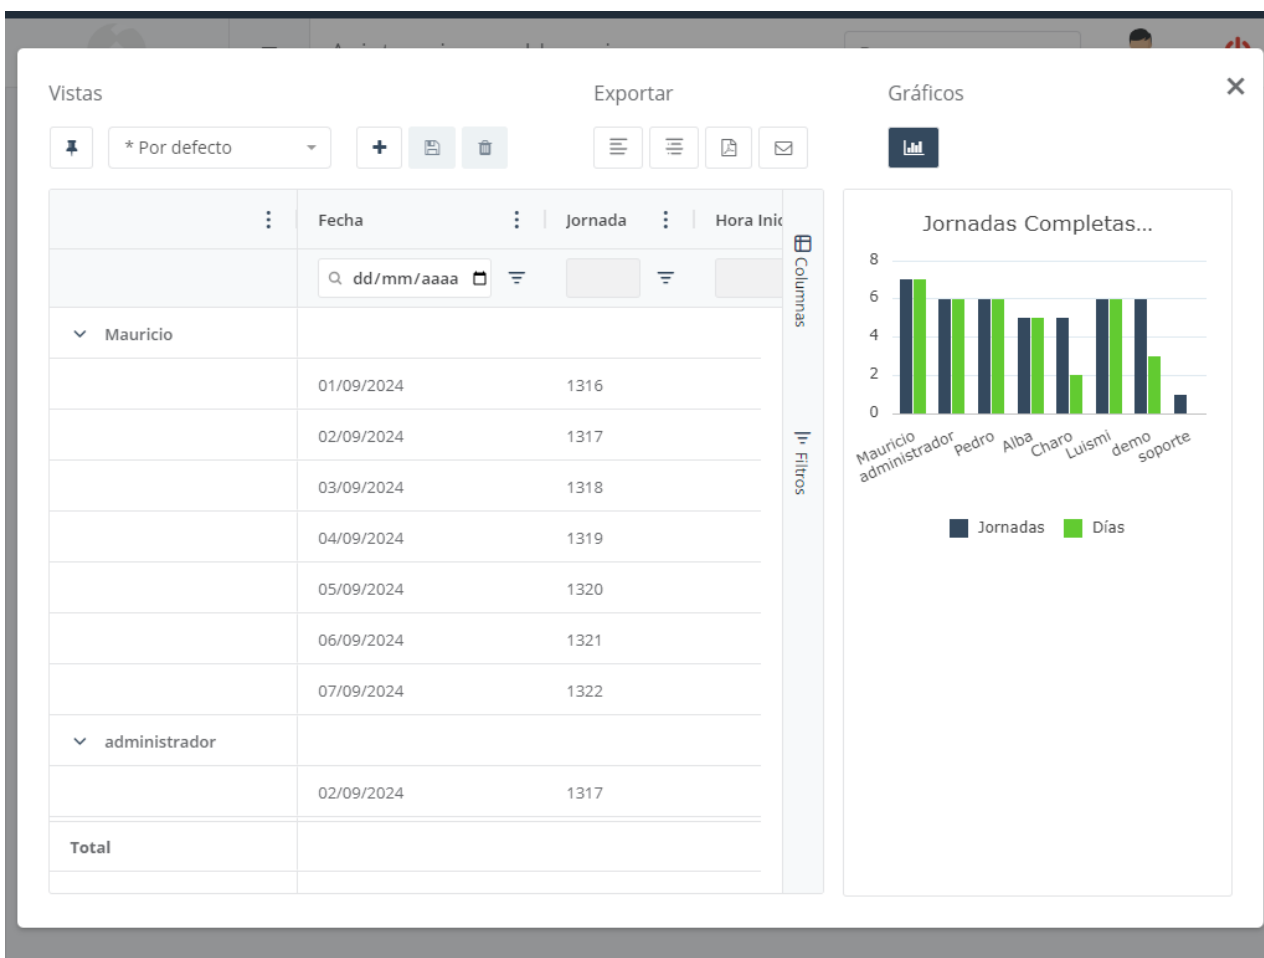 Vistas
Exportar
Gráficos
* Por defecto
Fecha
Jornada
Hora Inic
dd/mm/aaaa
Columnas
Filtros
Mauricio
01/09/2024 1316
02/09/2024 1317
03/09/2024 1318
04/09/2024 1319
05/09/2024 1320
06/09/2024 1321
07/09/2024 1322
administrador
02/09/2024 1317
Total
Jornadas Completas...
8
6
4
2
0
Mauricio
administrador
Pedro
Alba
Charo
Luismi
demo
soporte
Jornadas
Días